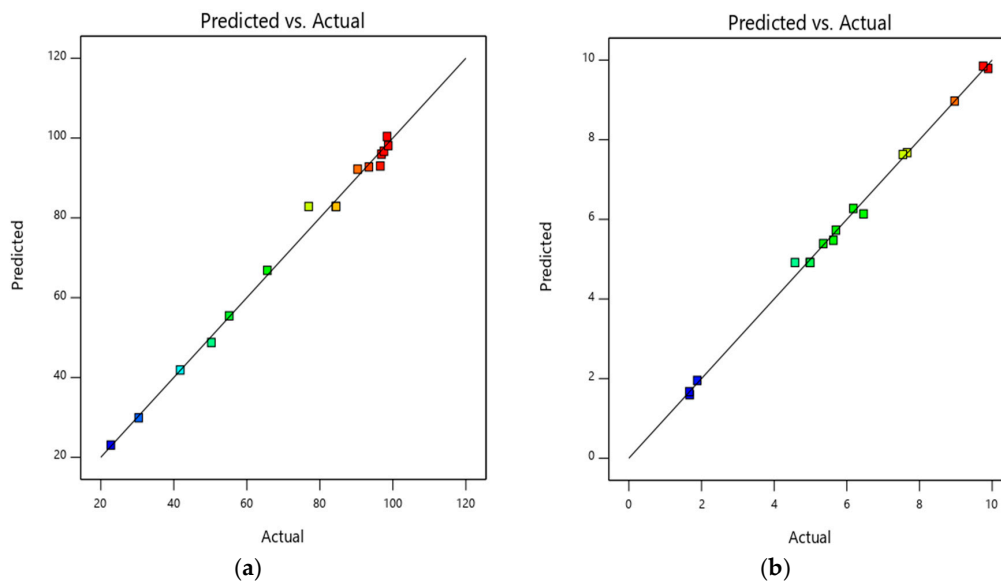 Predicted vs. Actual
120
100
80
60
40
20
Predicted
20 40 60 80 100 120
Actual
(a)
Predicted vs. Actual
10
8
6
4
2
0
Predicted
0 2 4 6 8 10
Actual
(b)